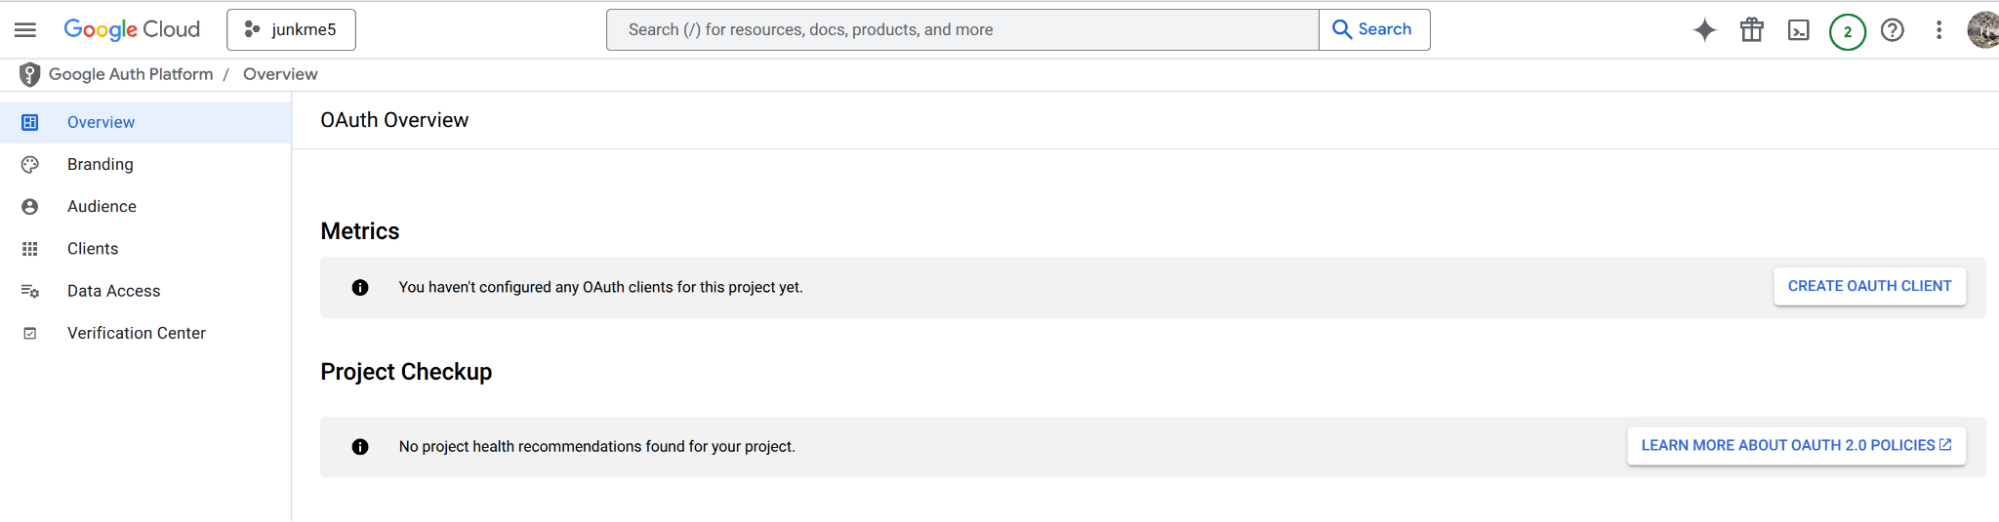 Google Cloud
junkme5
Search (/) for resources, docs, products, and more
Search
2
Google Auth Platform / Overview
Overview
Branding
Audience
Clients
Data Access
Verification Center
OAuth Overview
Metrics
You haven't configured any OAuth clients for this project yet.
CREATE OAUTH CLIENT
Project Checkup
No project health recommendations found for your project.
LEARN MORE ABOUT OAUTH 2.0 POLICIES